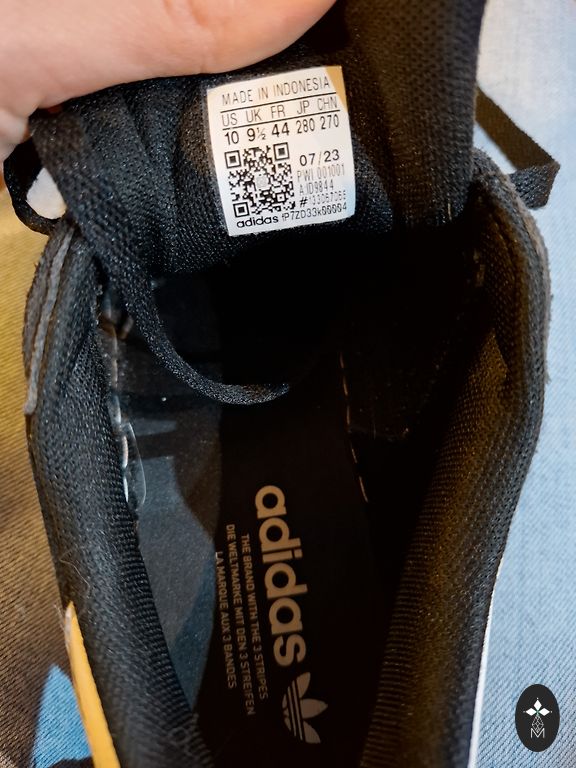 MADE IN INDONESIA
US UK FR JP CHN
10 9½ 44 280 270
07/23
PWI 001001
adidas
adidas
THE BRAND WITH THE 3 STRIPES
DIE WELTMARKE MIT DEN 3 STREIFEN
LA MARQUE AUX 3 BANDES
M